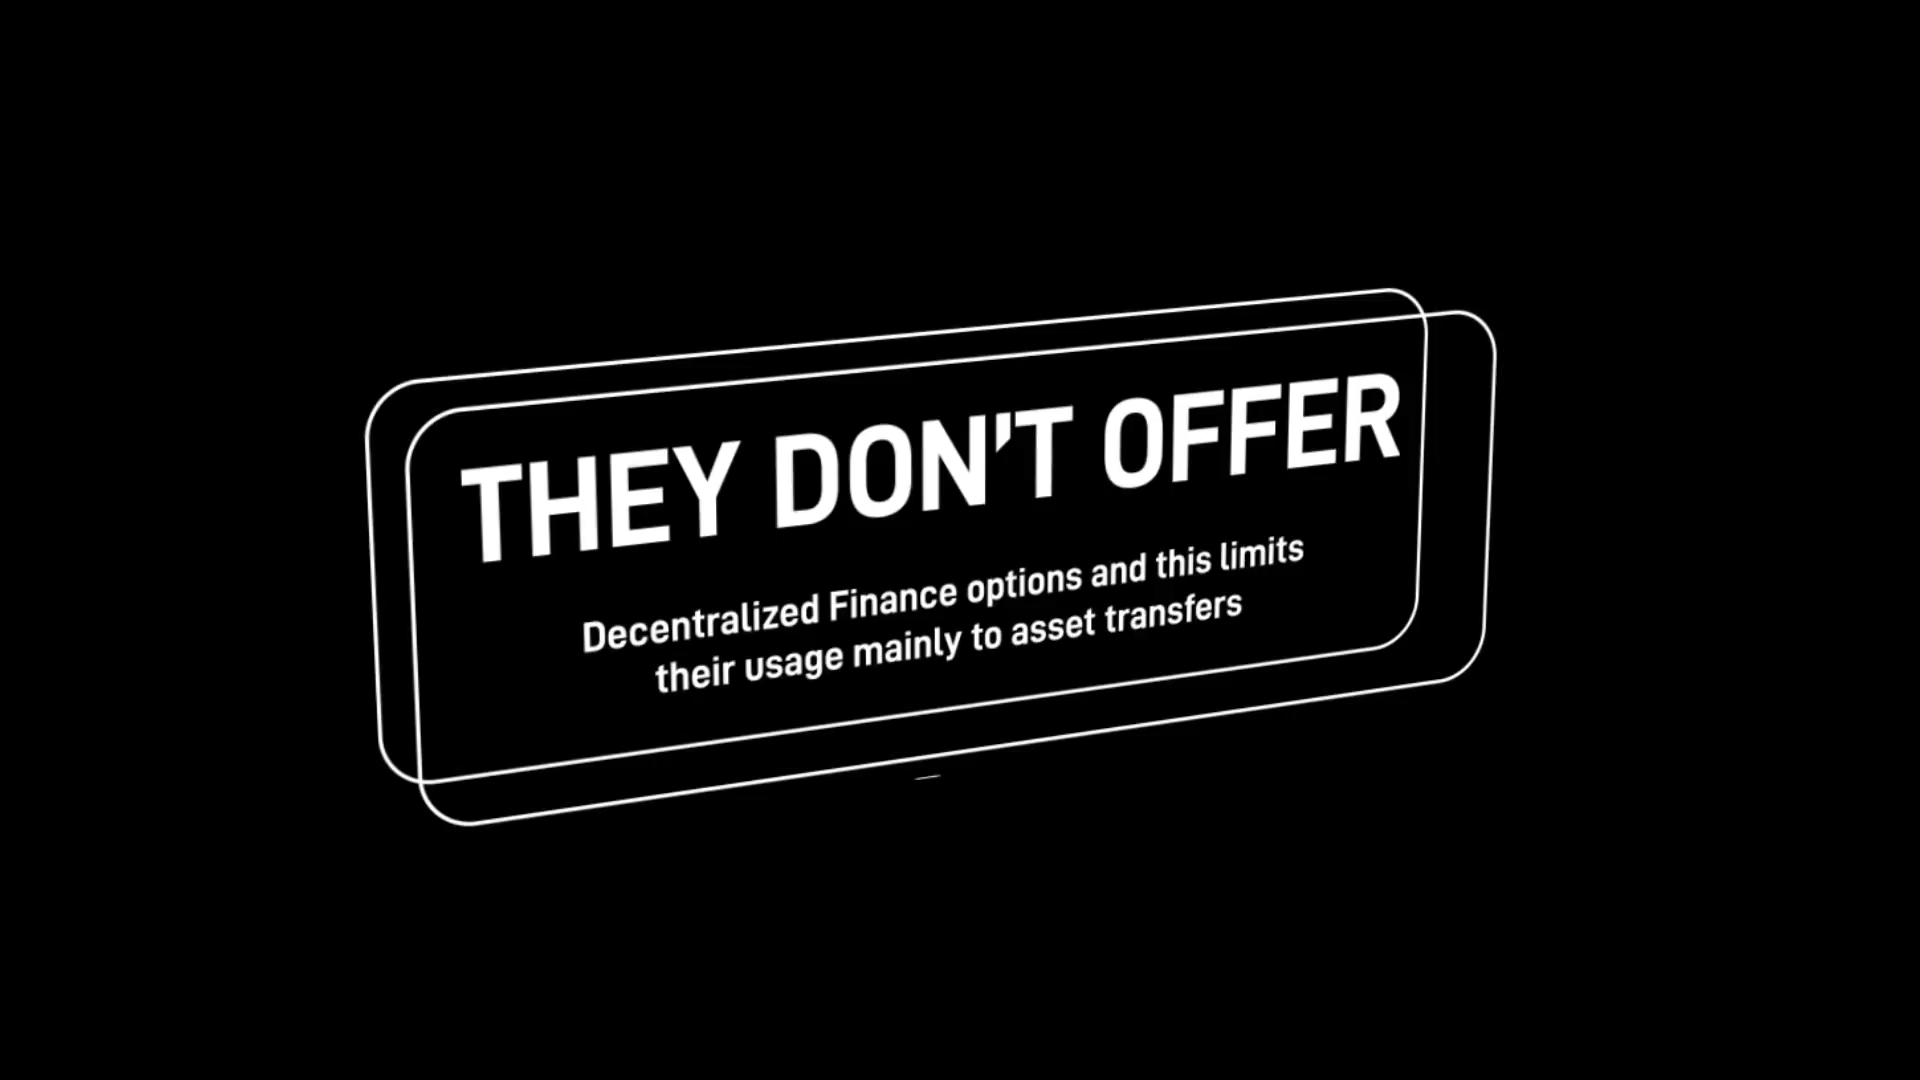 THEY DON'T OFFER
Decentralized Finance options and this limits
their usage mainly to asset transfers